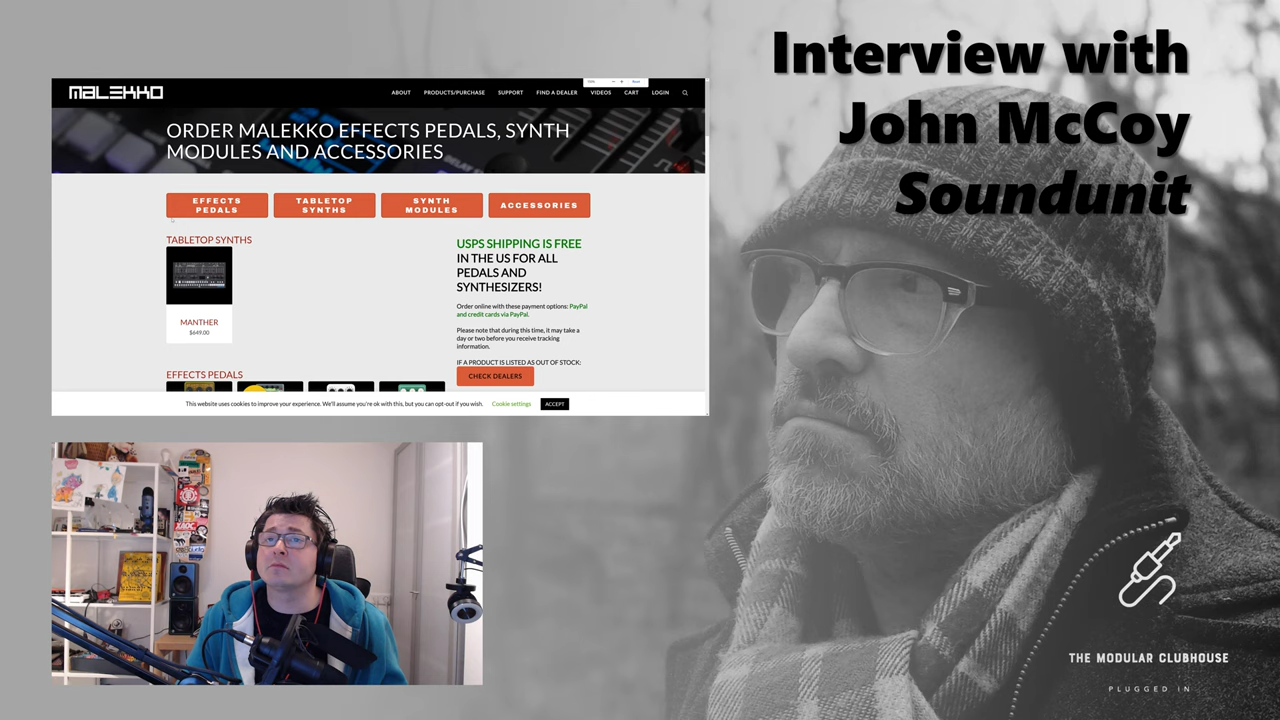 Interview with
John McCoy
Soundunit
MALEKKO
ABOUT PRODUCTS/PURCHASE SUPPORT FIND A DEALER VIDEOS CART LOGIN
ORDER MALEKKO EFFECTS PEDALS, SYNTH
MODULES AND ACCESSORIES
EFFECTS
PEDALS
TABLETOP
SYNTHS
SYNTH
MODULES
ACCESSORIES
TABLETOP SYNTHS
MANTHER
$649.00
EFFECTS PEDALS
USPS SHIPPING IS FREE
IN THE US FOR ALL
PEDALS AND
SYNTHESIZERS!
Order online with these payment options: PayPal
and credit cards via PayPal.
Please note that during this time, it may take a
day or two before you receive tracking
information.
IF A PRODUCT IS LISTED AS OUT OF STOCK:
CHECK DEALERS
This website uses cookies to improve your experience. We'll assume you're ok with this, but you can opt-out if you wish. Cookie settings ACCEPT
THE MODULAR CLUBHOUSE
PLUGGED IN